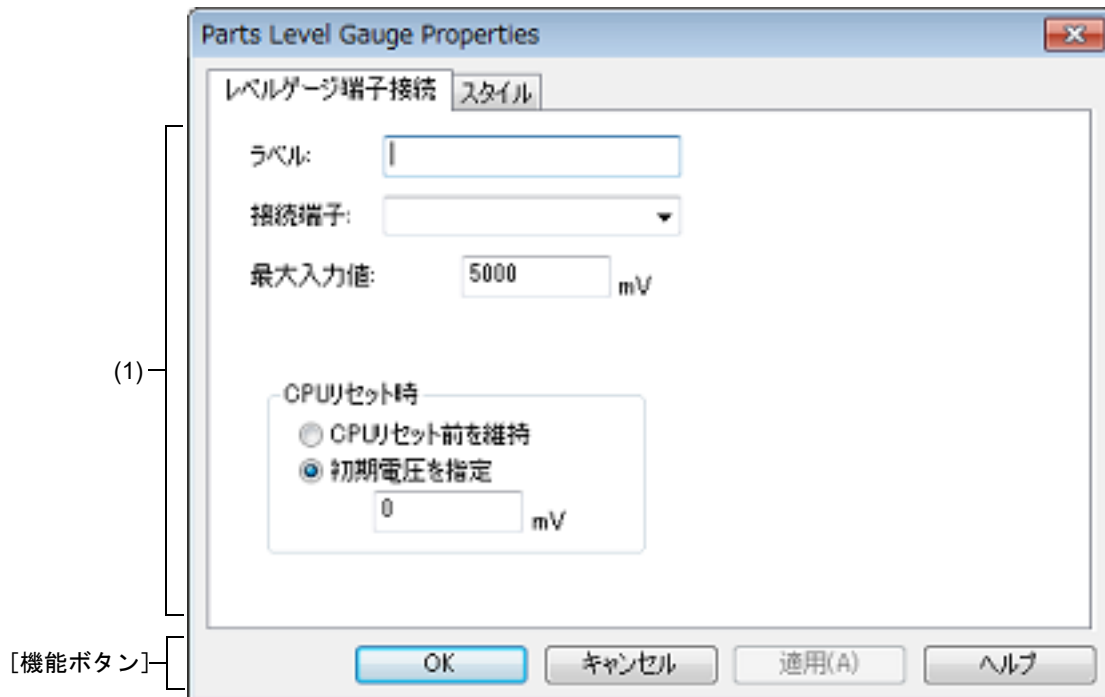 Parts Level Gauge Properties
レベルゲージ端子接続 スタイル
ラベル:
接続端子:
最大入力値: 5000 mV
(1)
CPUリセット時
CPUリセット前を維持
初期電圧を指定
0 mV
[機能ボタン]
OK キャンセル 適用(A) ヘルプ